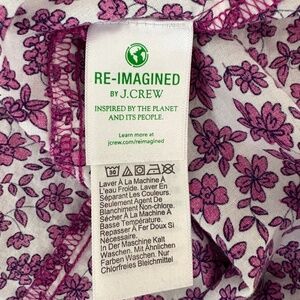 RE-IMAGINED
BY J.CREW
INSPIRED BY THE PLANET
AND ITS PEOPLE.
Learn more at
jcrew.com/reimagined
Laver À La Machine À
L'eau Froide. Laver En
Séparant Les Couleurs.
Seulement Agent De
Blanchiment Non-chlore.
Sécher À La Machine À
Basse Température.
Passer À Fer Doux Si
Nécessaire.
In Der Maschine Kalt
Waschen. Mit Ähnlichen
Farben Waschen. Nur
Chlorfreies Bleichmittel